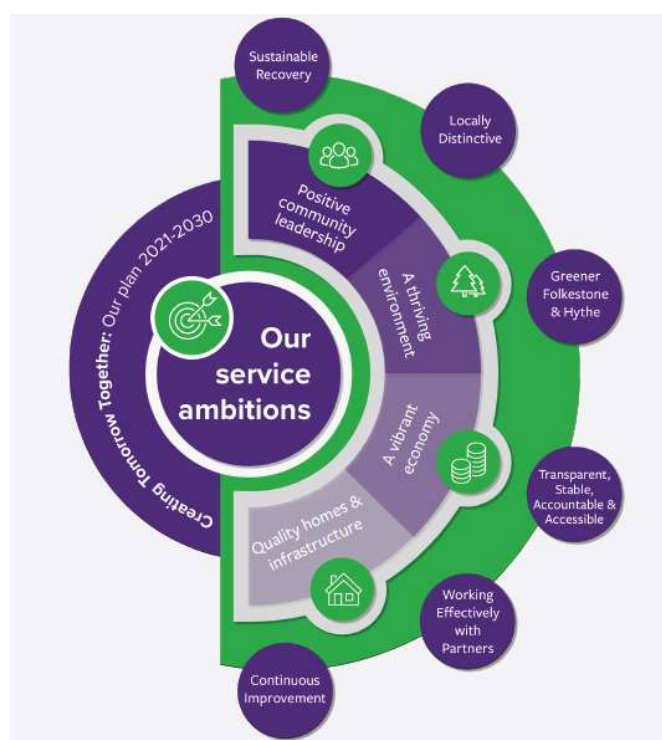 Sustainable
Recovery
Locally
Distinctive
Positive
community
leadership
Creating Tomorrow Together: Our plan 2021-2030
A thriving
environment
Greener
Folkestone
& Hythe
Our
service
ambitions
A vibrant
economy
Transparent,
Stable,
Accountable &
Accessible
Quality homes &
infrastructure
Working
Effectively
with
Partners
Continuous
Improvement